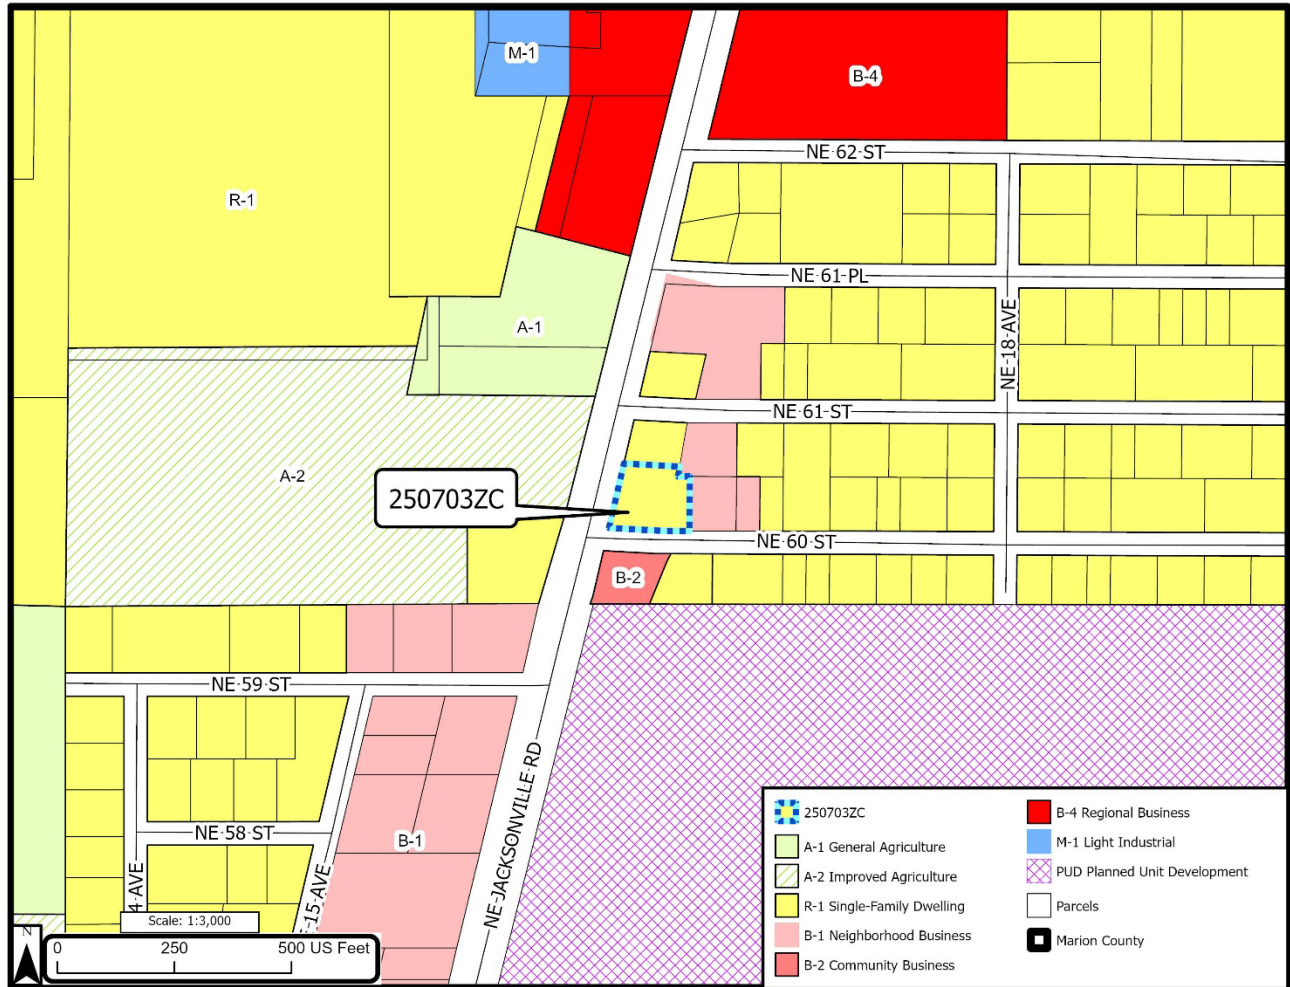 M-1
B-4
NE 62 ST
R-1
NE 61 PL
A-1
NE 18 AVE
NE 61 ST
A-2
250703ZC
NE 60 ST
B-2
NE 59 ST
NE JACKSONVILLE RD
NE 58 ST
B-1
4 AVE
15 AVE
Scale: 1:3,000
N
0 250 500 US Feet
250703ZC
A-1 General Agriculture
A-2 Improved Agriculture
R-1 Single-Family Dwelling
B-1 Neighborhood Business
B-2 Community Business
B-4 Regional Business
M-1 Light Industrial
PUD Planned Unit Development
Parcels
Marion County